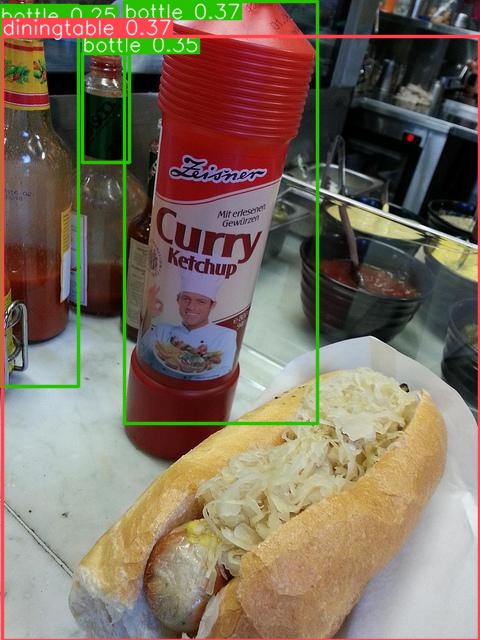 bottle 0.25
bottle 0.37
diningtable 0.37
bottle 0.35
Zeisner
Mit erlesenen
Gewürzen
Curry
Ketchup